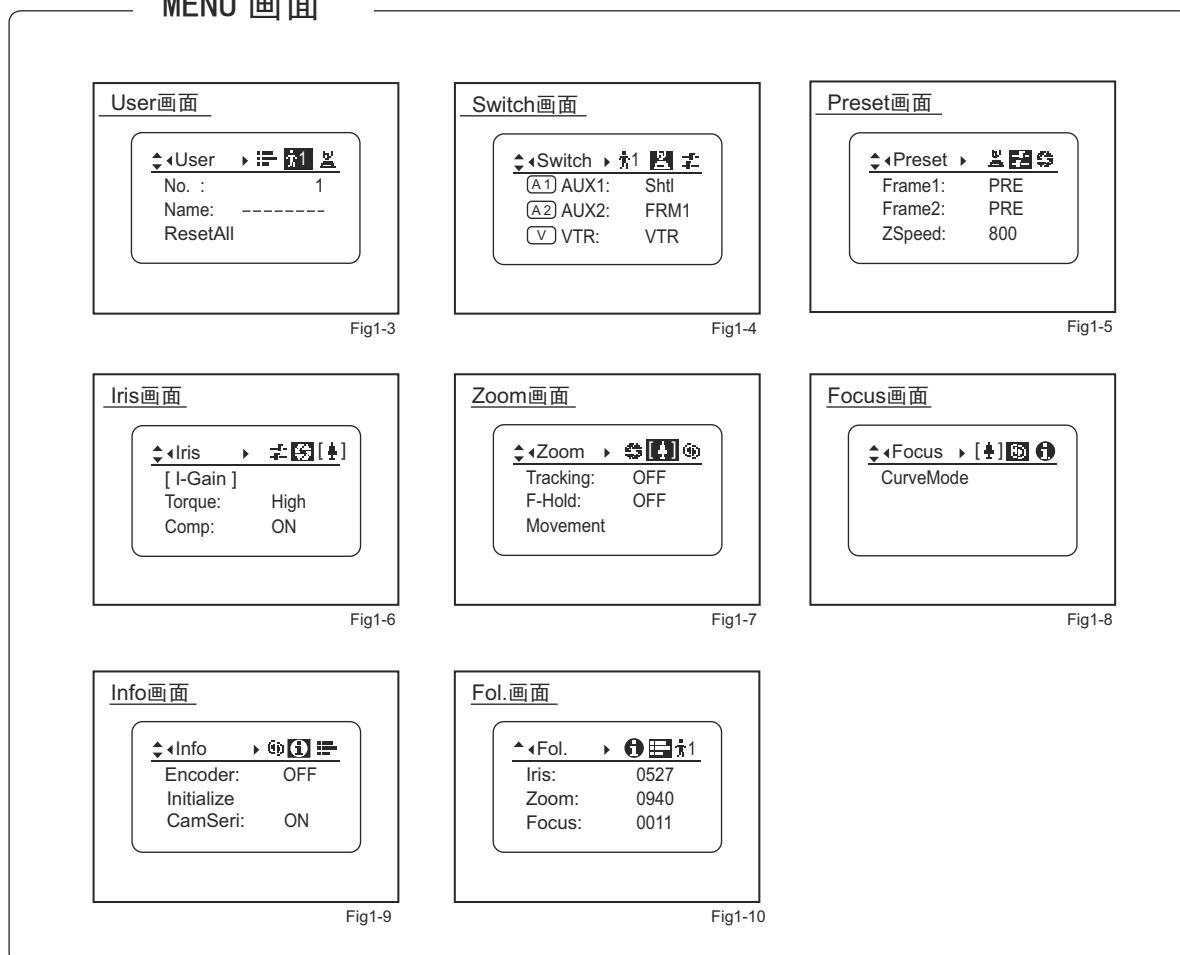 MENU 画面
User画面
User 1
No. : 1
Name: --------
ResetAll
Fig1-3
Switch画面
Switch 1
A1 AUX1: Shtl
A2 AUX2: FRM1
V VTR: VTR
Fig1-4
Preset画面
Preset
Frame1: PRE
Frame2: PRE
ZSpeed: 800
Fig1-5
Iris画面
Iris [ ]
[ I-Gain ]
Torque: High
Comp: ON
Fig1-6
Zoom画面
Zoom [ ]
Tracking: OFF
F-Hold: OFF
Movement
Fig1-7
Focus画面
Focus [ ] i
CurveMode
Fig1-8
Info画面
Info i
Encoder: OFF
Initialize
CamSeri: ON
Fig1-9
Fol.画面
Fol. i 1
Iris: 0527
Zoom: 0940
Focus: 0011
Fig1-10